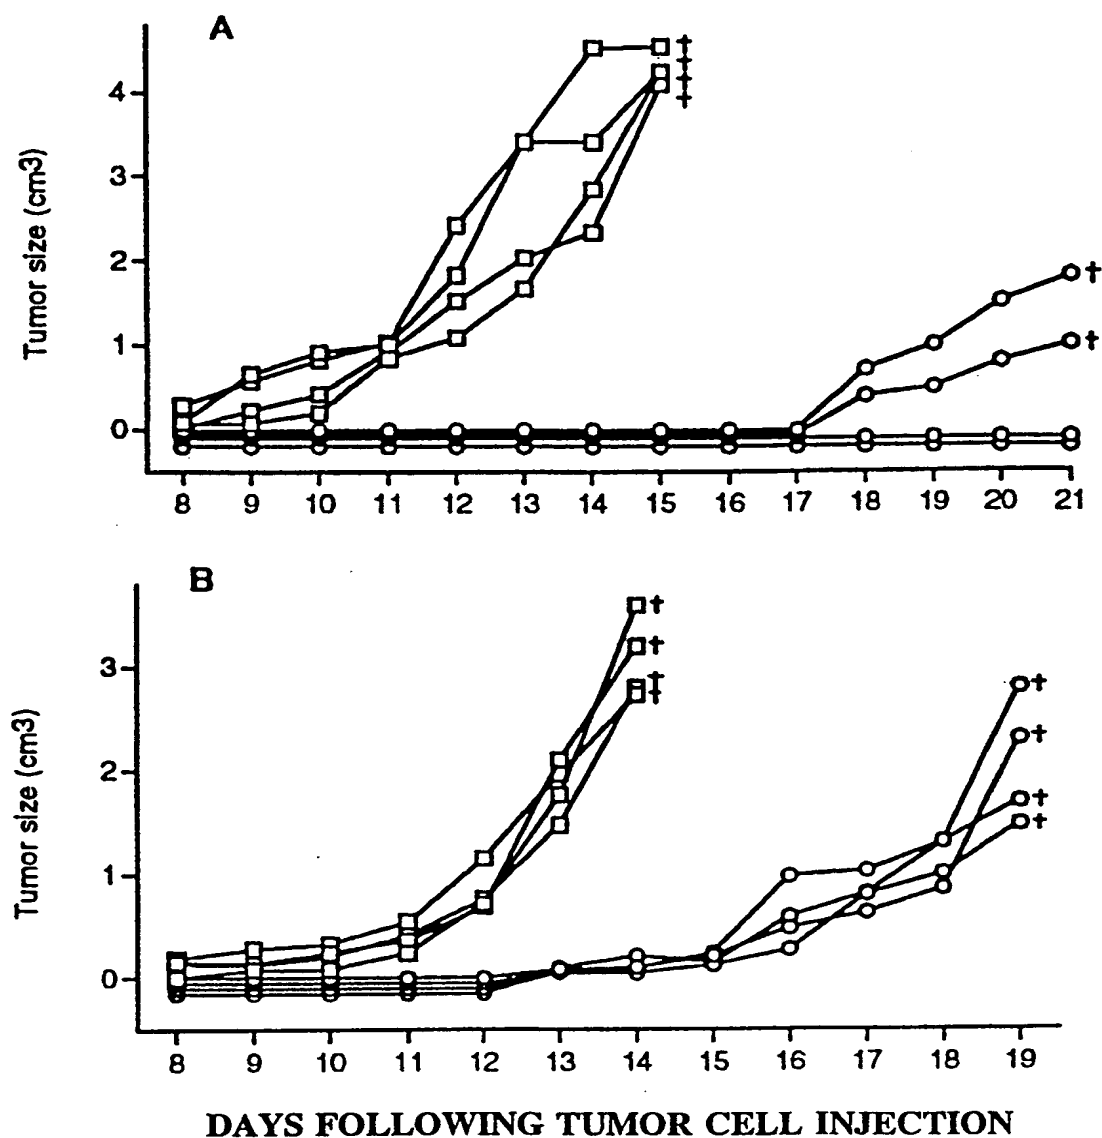 A
Tumor size (cm3)
4
3
2
1
0
† † † †
† †
8 9 10 11 12 13 14 15 16 17 18 19 20 21
B
Tumor size (cm3)
3
2
1
0
† † † †
† † † †
8 9 10 11 12 13 14 15 16 17 18 19
DAYS FOLLOWING TUMOR CELL INJECTION